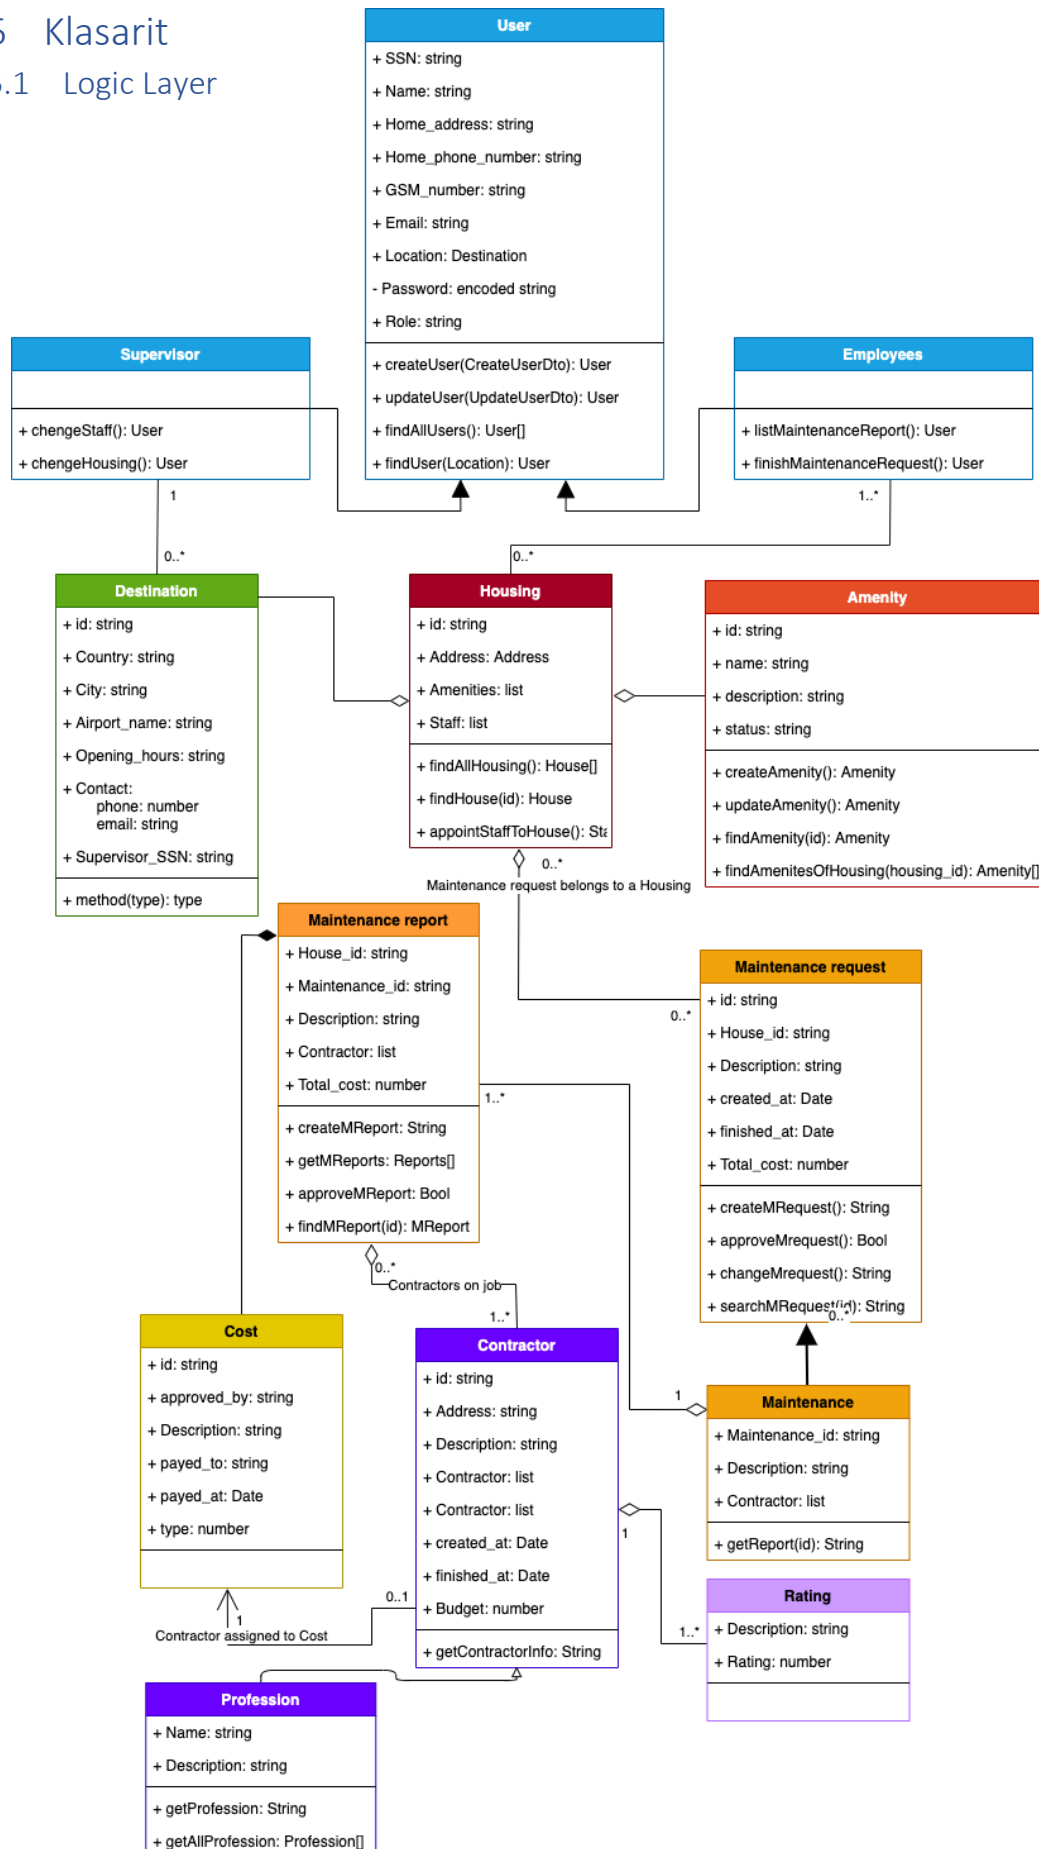 5 Klasarit
.1 Logic Layer
User
+ SSN: string
+ Name: string
+ Home_address: string
+ Home_phone_number: string
+ GSM_number: string
+ Email: string
+ Location: Destination
- Password: encoded string
+ Role: string
+ createUser(CreateUserDto): User
+ updateUser(UpdateUserDto): User
+ findAllUsers(): User[]
+ findUser(Location): User
Supervisor
+ chengeStaff(): User
+ chengeHousing(): User
1
0..*
Employees
+ listMaintenanceReport(): User
+ finishMaintenanceRequest(): User
1..*
0..*
Destination
+ id: string
+ Country: string
+ City: string
+ Airport_name: string
+ Opening_hours: string
+ Contact:
phone: number
email: string
+ Supervisor_SSN: string
+ method(type): type
Housing
+ id: string
+ Address: Address
+ Amenities: list
+ Staff: list
+ findAllHousing(): House[]
+ findHouse(id): House
+ appointStaffToHouse(): Sta
0..*
Maintenance request belongs to a Housing
0..*
Amenity
+ id: string
+ name: string
+ description: string
+ status: string
+ createAmenity(): Amenity
+ updateAmenity(): Amenity
+ findAmenity(id): Amenity
+ findAmenitesOfHousing(housing_id): Amenity[]
Maintenance report
+ House_id: string
+ Maintenance_id: string
+ Description: string
+ Contractor: list
+ Total_cost: number
+ createMReport: String
+ getMReports: Reports[]
+ approveMReport: Bool
+ findMReport(id): MReport
1..*
0..*
Contractors on job
1..*
Maintenance request
+ id: string
+ House_id: string
+ Description: string
+ created_at: Date
+ finished_at: Date
+ Total_cost: number
+ createMRequest(): String
+ approveMrequest(): Bool
+ changeMrequest(): String
+ searchMRequest(id): String
0..*
Cost
+ id: string
+ approved_by: string
+ Description: string
+ payed_to: string
+ payed_at: Date
+ type: number
Contractor
+ id: string
+ Address: string
+ Description: string
+ Contractor: list
+ Contractor: list
+ created_at: Date
+ finished_at: Date
+ Budget: number
+ getContractorInfo: String
1
Maintenance
+ Maintenance_id: string
+ Description: string
+ Contractor: list
+ getReport(id): String
0..1
1
Contractor assigned to Cost
1
1..*
Rating
+ Description: string
+ Rating: number
Profession
+ Name: string
+ Description: string
+ getProfession: String
+ getAllProfession: Profession[]